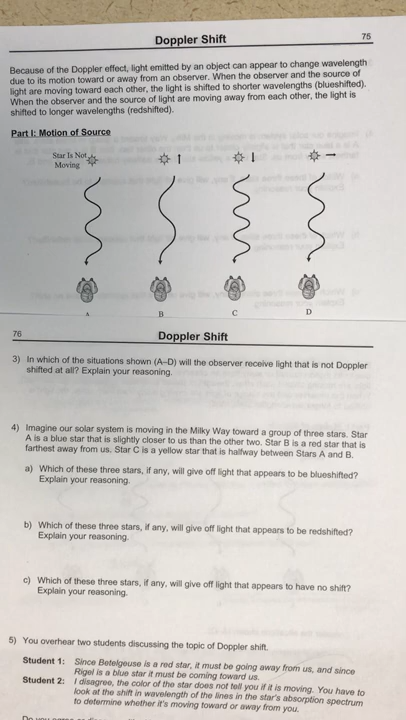 Doppler Shift
75
Because of the Doppler effect, light emitted by an object can appear to change wavelength
due to its motion toward or away from an observer. When the observer and the source of
light are moving toward each other, the light is shifted to shorter wavelengths (blueshifted).
When the observer and the source of light are moving away from each other, the light is
shifted to longer wavelengths (redshifted).
Part I: Motion of Source
Star Is Not
Moving
A
B
C
D
76
Doppler Shift
3) In which of the situations shown (A–D) will the observer receive light that is not Doppler
shifted at all? Explain your reasoning.
4) Imagine our solar system is moving in the Milky Way toward a group of three stars. Star
A is a blue star that is slightly closer to us than the other two. Star B is a red star that is
farthest away from us. Star C is a yellow star that is halfway between Stars A and B.
a) Which of these three stars, if any, will give off light that appears to be blueshifted?
Explain your reasoning.
b) Which of these three stars, if any, will give off light that appears to be redshifted?
Explain your reasoning.
c) Which of these three stars, if any, will give off light that appears to have no shift?
Explain your reasoning.
5) You overhear two students discussing the topic of Doppler shift.
Student 1: Since Betelgeuse is a red star, it must be going away from us, and since
Rigel is a blue star it must be coming toward us.
Student 2: I disagree, the color of the star does not tell you if it is moving. You have to
look at the shift in wavelength of the lines in the star's absorption spectrum
to determine whether it's moving toward or away from you.